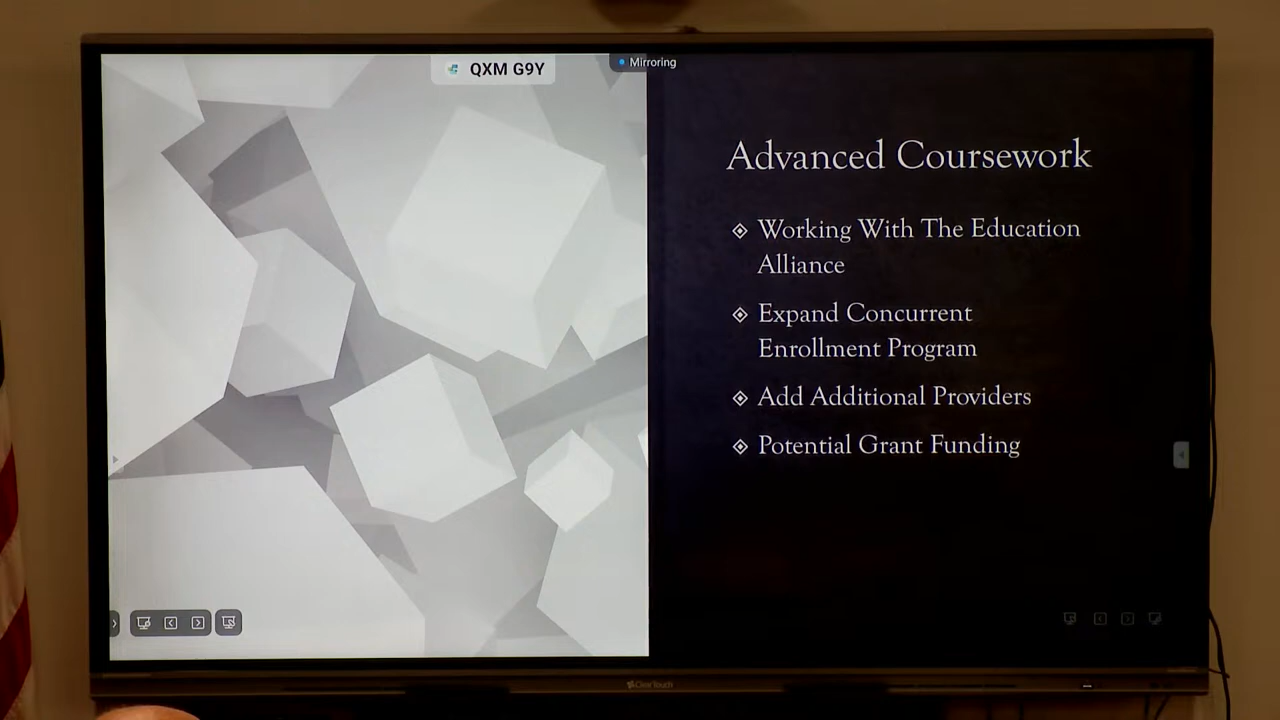 QXM G9Y
Mirroring
Advanced Coursework
Working With The Education
Alliance
Expand Concurrent
Enrollment Program
Add Additional Providers
Potential Grant Funding
ClearTouch